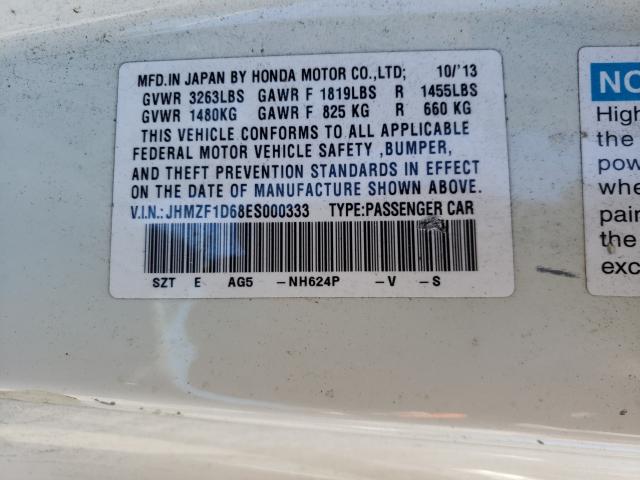 MFD.IN JAPAN BY HONDA MOTOR CO.,LTD; 10/'13
GVWR 3263LBS GAWR F 1819LBS R 1455LBS
GVWR 1480KG GAWR F 825 KG R 660 KG
THIS VEHICLE CONFORMS TO ALL APPLICABLE
FEDERAL MOTOR VEHICLE SAFETY ,BUMPER,
AND THEFT PREVENTION STANDARDS IN EFFECT
ON THE DATE OF MANUFACTURE SHOWN ABOVE.
V.I.N.: JHMZF1D68ES000333 TYPE:PASSENGER CAR
SZT E AG5 -NH624P -V -S
NO
High
the
pow
whe
pain
the
exc